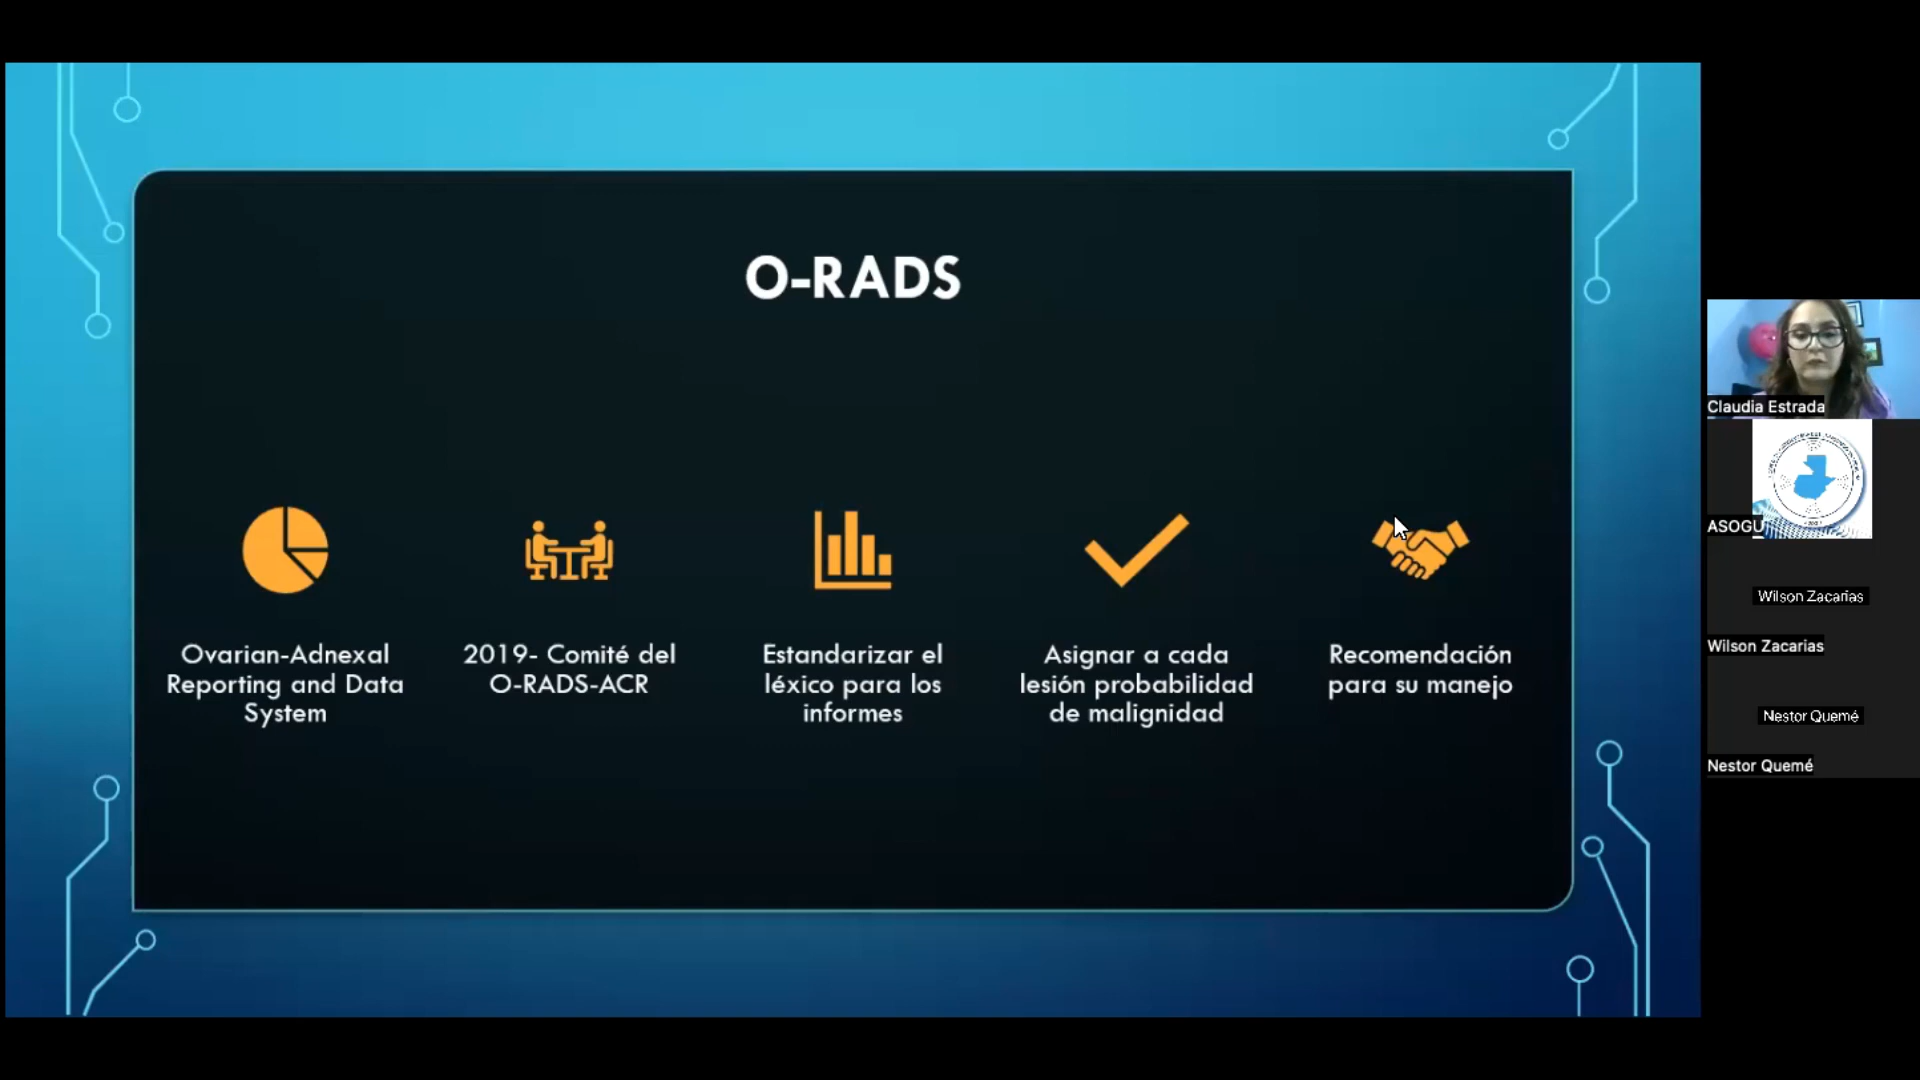 O-RADS
Ovarian-Adnexal
Reporting and Data
System
2019- Comité del
O-RADS-ACR
Estandarizar el
léxico para los
informes
Asignar a cada
lesión probabilidad
de malignidad
Recomendación
para su manejo
Claudia Estrada
ASOGU
Wilson Zacarias
Wilson Zacarias
Nestor Quemé
Nestor Quemé